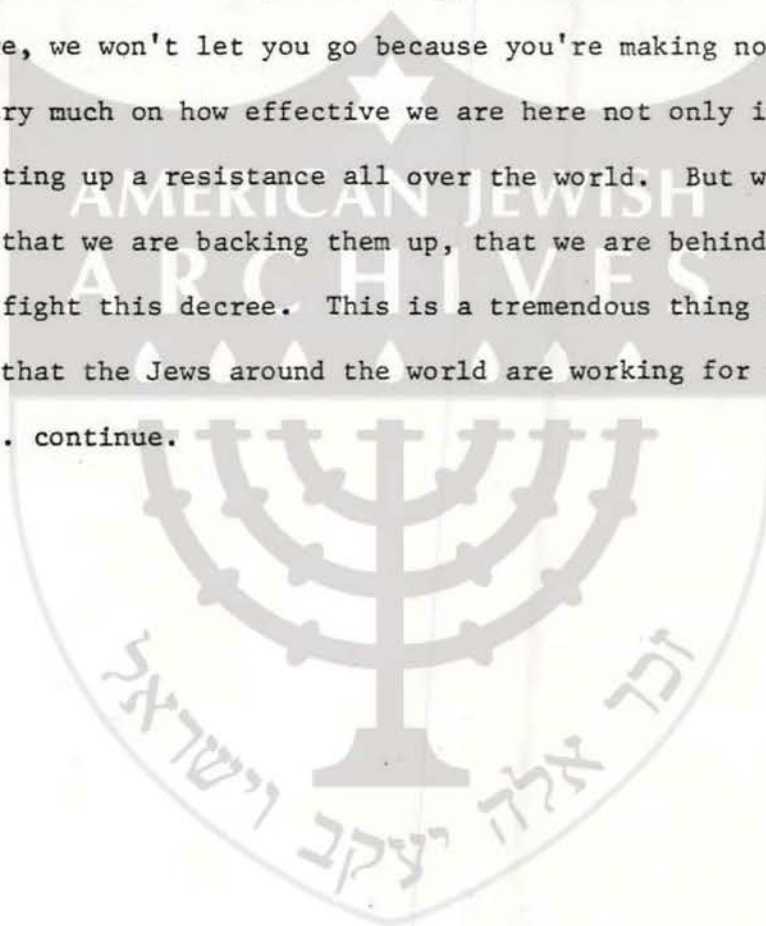 e, we won't let you go because you're making no
ry much on how effective we are here not only i
ting up a resistance all over the world. But w
AMERICAN JEWISH
that we are backing them up, that we are behind
ARCHIVES
fight this decree. This is a tremendous thing
that the Jews around the world are working for
. continue.
זכר אלה יעקב וישראל